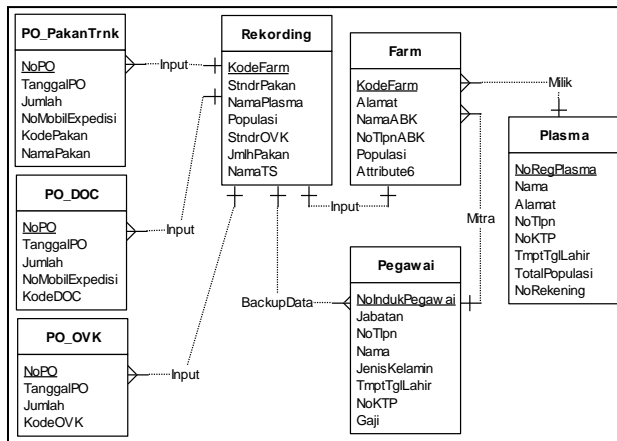 PO_PakanTrnk
NoPO
TanggalPO
Jumlah
NoMobilExpedisi
KodePakan
NamaPakan
Input
Rekording
KodeFarm
StndrPakan
NamaPlasma
Populasi
StndrOVK
JmlhPakan
NamaTS
Farm
KodeFarm
Alamat
NamaABK
NoTlpnABK
Populasi
Attribute6
Milik
Plasma
NoRegPlasma
Nama
Alamat
NoTlpn
NoKTP
TmptTglLahir
TotalPopulasi
NoRekening
PO_DOC
NoPO
TanggalPO
Jumlah
NoMobilExpedisi
KodeDOC
Input
Input
Mitra
Pegawai
NoIndukPegawai
Jabatan
NoTlpn
Nama
JenisKelamin
TmptTglLahir
NoKTP
Gaji
BackupData
PO_OVK
NoPO
TanggalPO
Jumlah
KodeOVK
Input